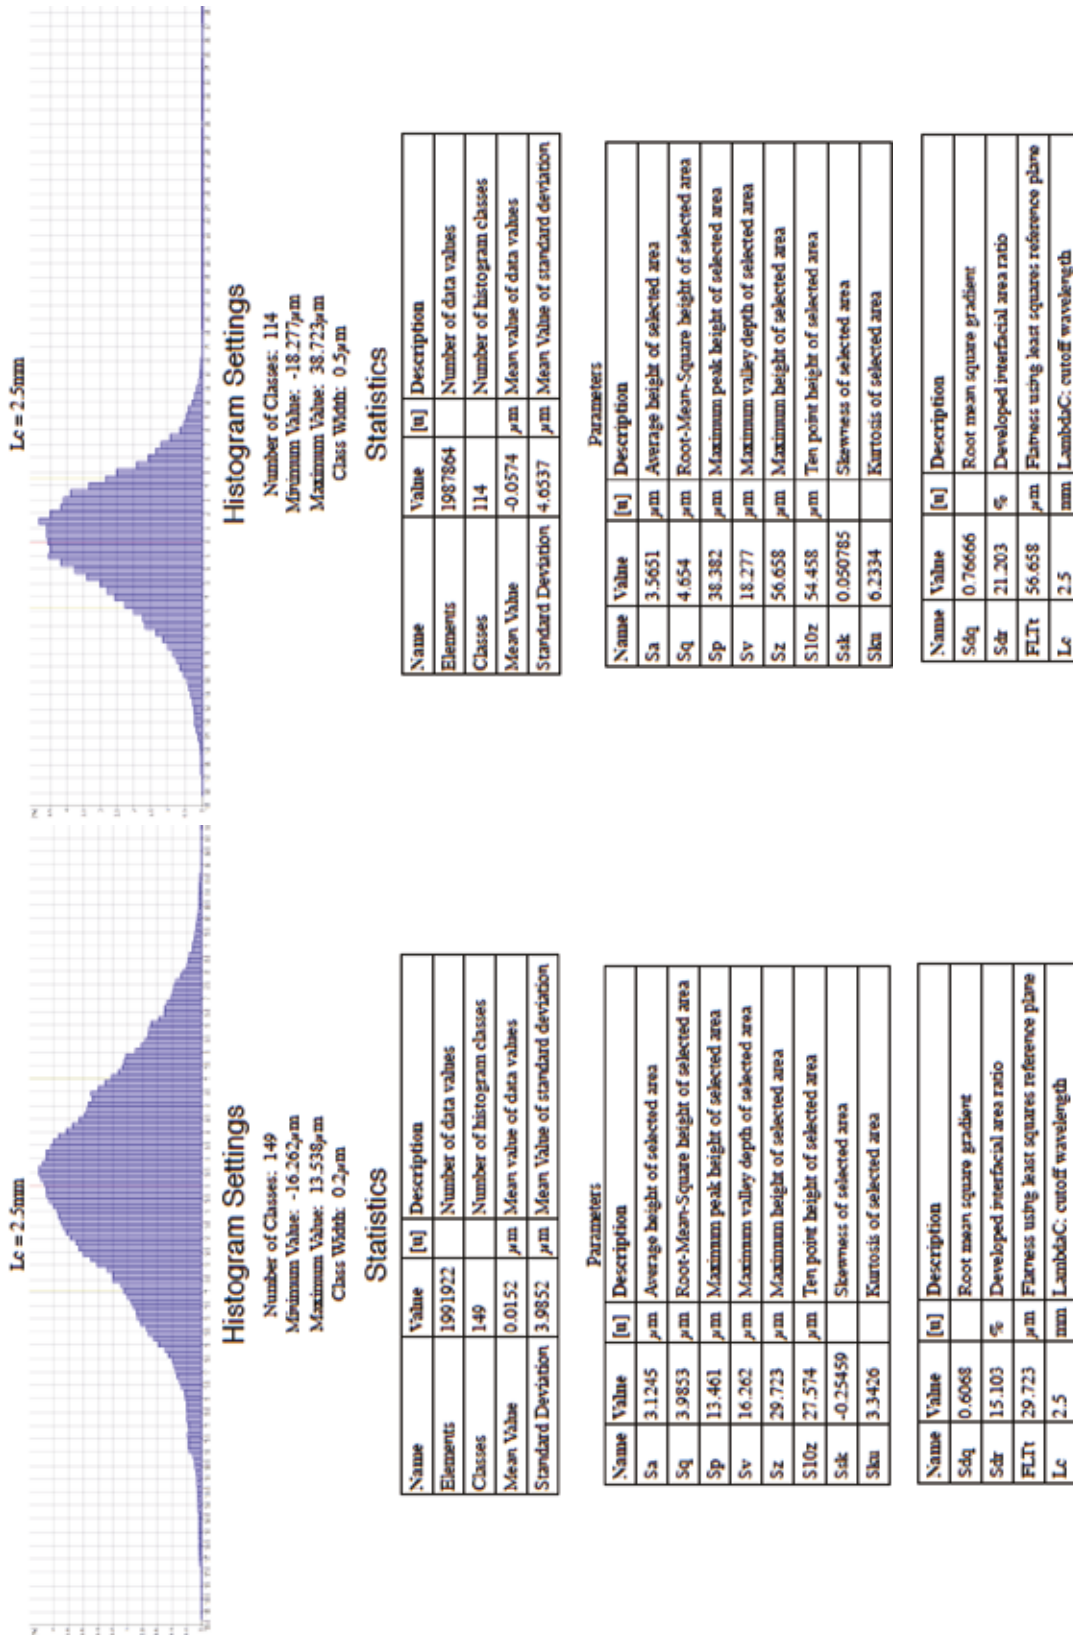 Lc = 2.5mm
Histogram Settings
Number of Classes: 149
Minimum Value: -16.262μm
Maximum Value: 13.538μm
Class Width: 0.2μm
Statistics
Name Value [u] Description
Elements 1991922 Number of data values
Classes 149 Number of histogram classes
Mean Value 0.0152 μm Mean value of data values
Standard Deviation 3.9852 μm Mean Value of standard deviation
Parameters
Name Value [u] Description
Sa 3.1245 μm Average height of selected area
Sq 3.9853 μm Root-Mean-Square height of selected area
Sp 13.461 μm Maximum peak height of selected area
Sv 16.262 μm Maximum valley depth of selected area
Sz 29.723 μm Maximum height of selected area
S10z 27.574 μm Ten point height of selected area
Ssk -0.25459 Skewness of selected area
Sku 3.3426 Kurtosis of selected area
Name Value [u] Description
Sdq 0.6068 Root mean square gradient
Sdr 15.103 % Developed interfacial area ratio
FLTt 29.723 μm Flatness using least squares reference plane
Lc 2.5 mm LambdaC: cutoff wavelength
Lc = 2.5mm
Histogram Settings
Number of Classes: 114
Minimum Value: -18.277μm
Maximum Value: 38.723μm
Class Width: 0.5μm
Statistics
Name Value [u] Description
Elements 1987864 Number of data values
Classes 114 Number of histogram classes
Mean Value -0.0574 μm Mean value of data values
Standard Deviation 4.6537 μm Mean Value of standard deviation
Parameters
Name Value [u] Description
Sa 3.5651 μm Average height of selected area
Sq 4.654 μm Root-Mean-Square height of selected area
Sp 38.382 μm Maximum peak height of selected area
Sv 18.277 μm Maximum valley depth of selected area
Sz 56.658 μm Maximum height of selected area
S10z 54.458 μm Ten point height of selected area
Ssk 0.050785 Skewness of selected area
Sku 6.2334 Kurtosis of selected area
Name Value [u] Description
Sdq 0.76666 Root mean square gradient
Sdr 21.203 % Developed interfacial area ratio
FLTt 56.658 μm Flatness using least squares reference plane
Lc 2.5 mm LambdaC: cutoff wavelength